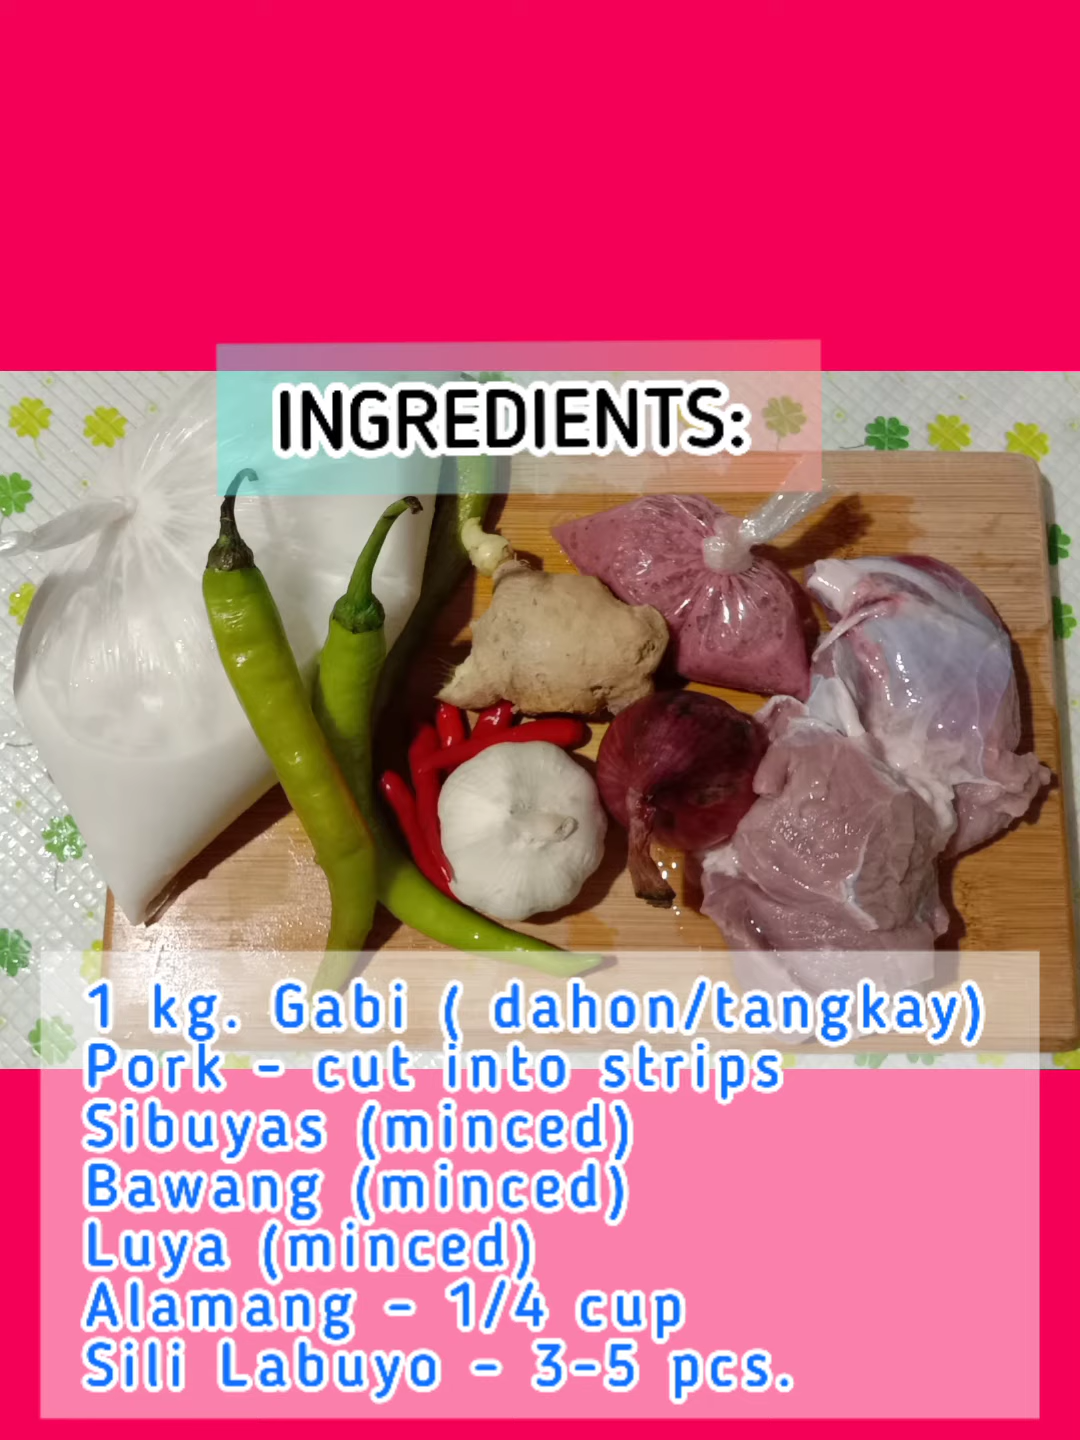 INGREDIENTS:
1 kg. Gabi ( dahon/tangkay)
Pork - cut into strips
Sibuyas (minced)
Bawang (minced)
Luya (minced)
Alamang - 1/4 cup
Sili Labuyo - 3-5 pcs.